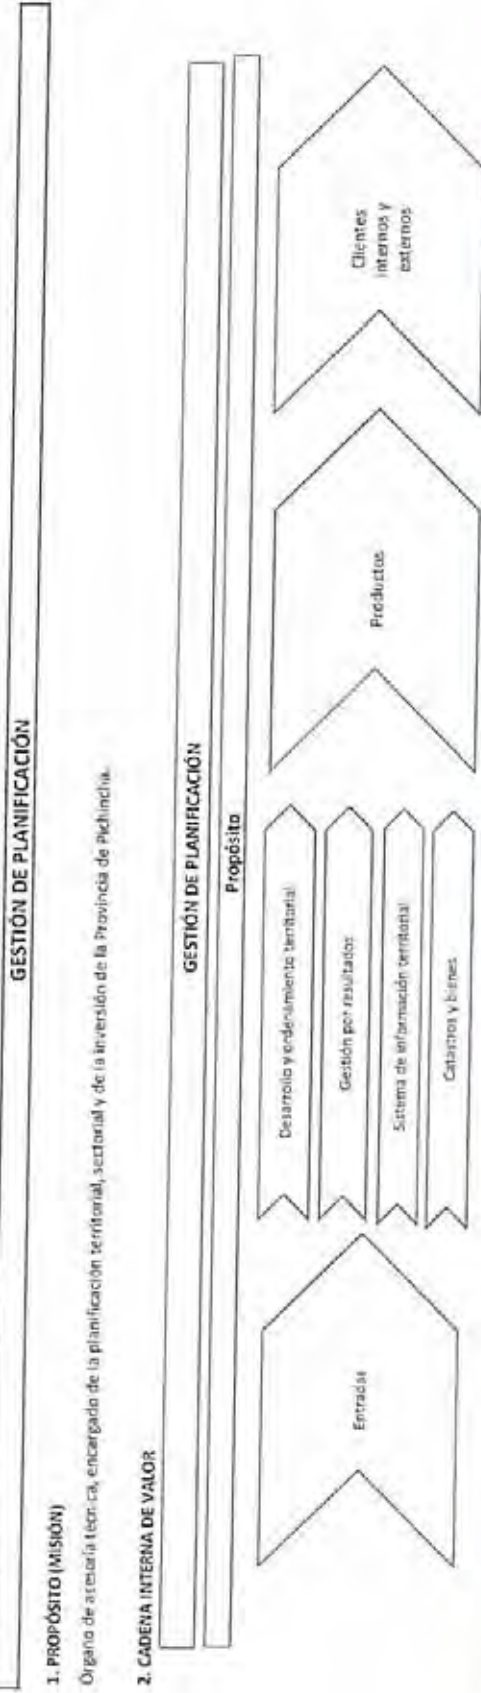 GESTIÓN DE PLANIFICACIÓN
1. PROPÓSITO (MISIÓN)
Órgano de asesoría técnica, encargado de la planificación territorial, sectorial y de la inversión de la Provincia de Pichincha.
2. CADENA INTERNA DE VALOR
GESTIÓN DE PLANIFICACIÓN
Propósito
Entradas
Desarrollo y ordenamiento territorial
Gestión por resultados
Sistema de información territorial
Catastros y bienes
Productos
Clientes
internos y
externos